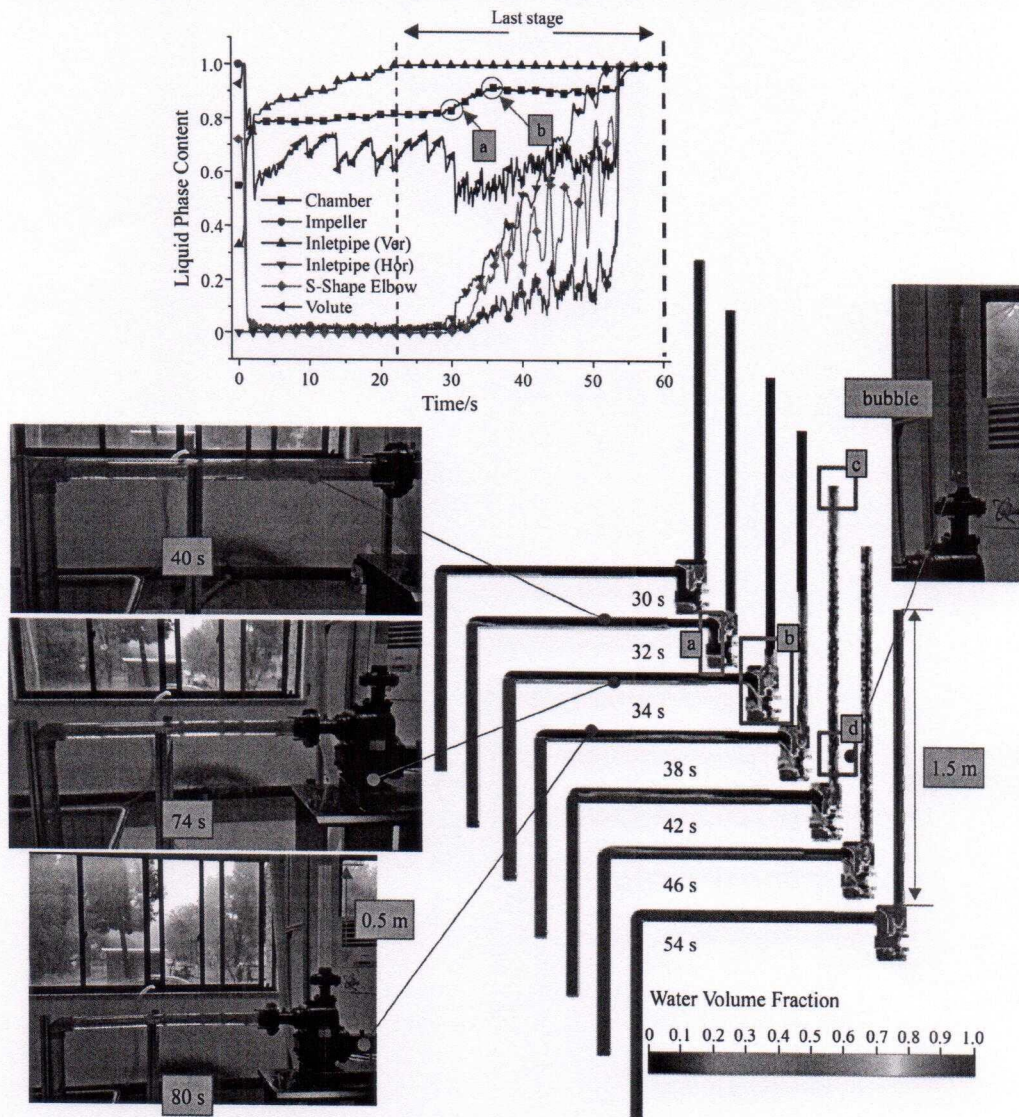 Last stage
1.0
0.8
0.6
0.4
0.2
0
Liquid Phase Content
a
b
Chamber
Impeller
Inletpipe (Ver)
Inletpipe (Hor)
S-Shape Elbow
Volute
0 10 20 30 40 50 60
Time/s
bubble
c
40 s
30 s
a
b
32 s
34 s
d
38 s
1.5 m
74 s
42 s
46 s
0.5 m
54 s
80 s
Water Volume Fraction
0 0.1 0.2 0.3 0.4 0.5 0.6 0.7 0.8 0.9 1.0